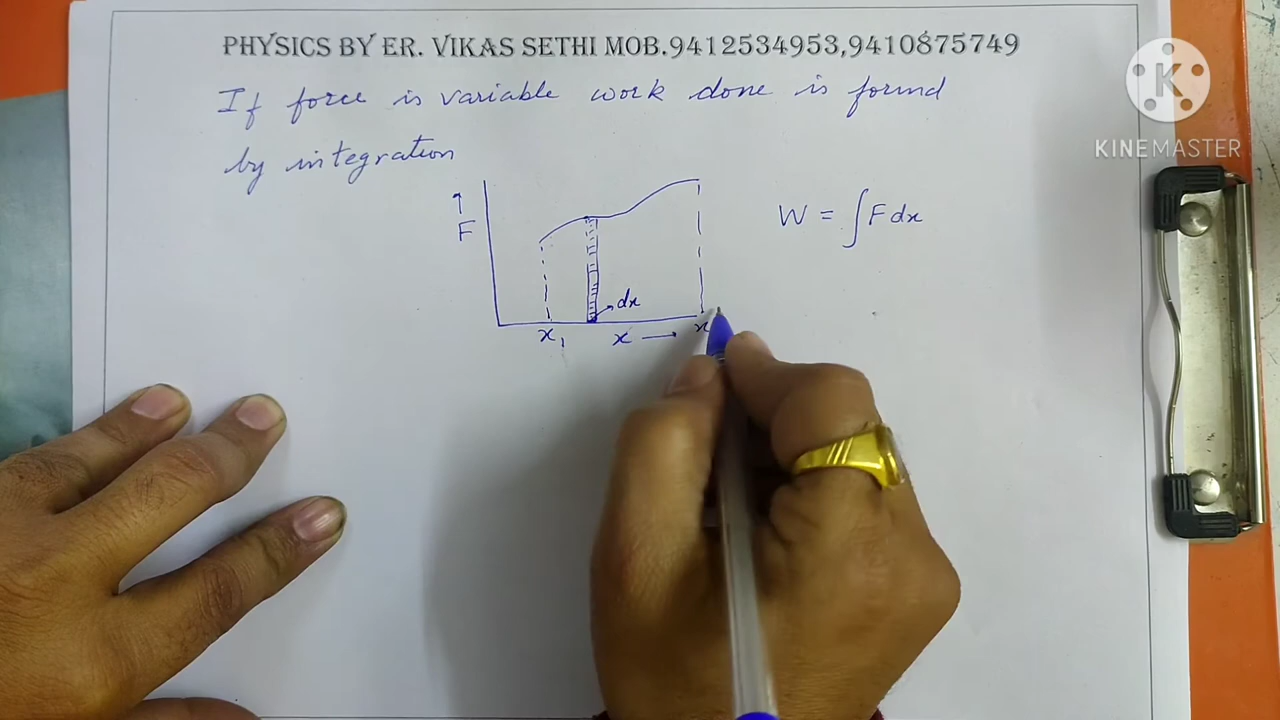 PHYSICS BY ER. VIKAS SETHI MOB.9412534953,9410875749
K
KINEMASTER
If force is variable work done is found
by integration
↑
F
W = ∫F dx
dx
x₁ x → x